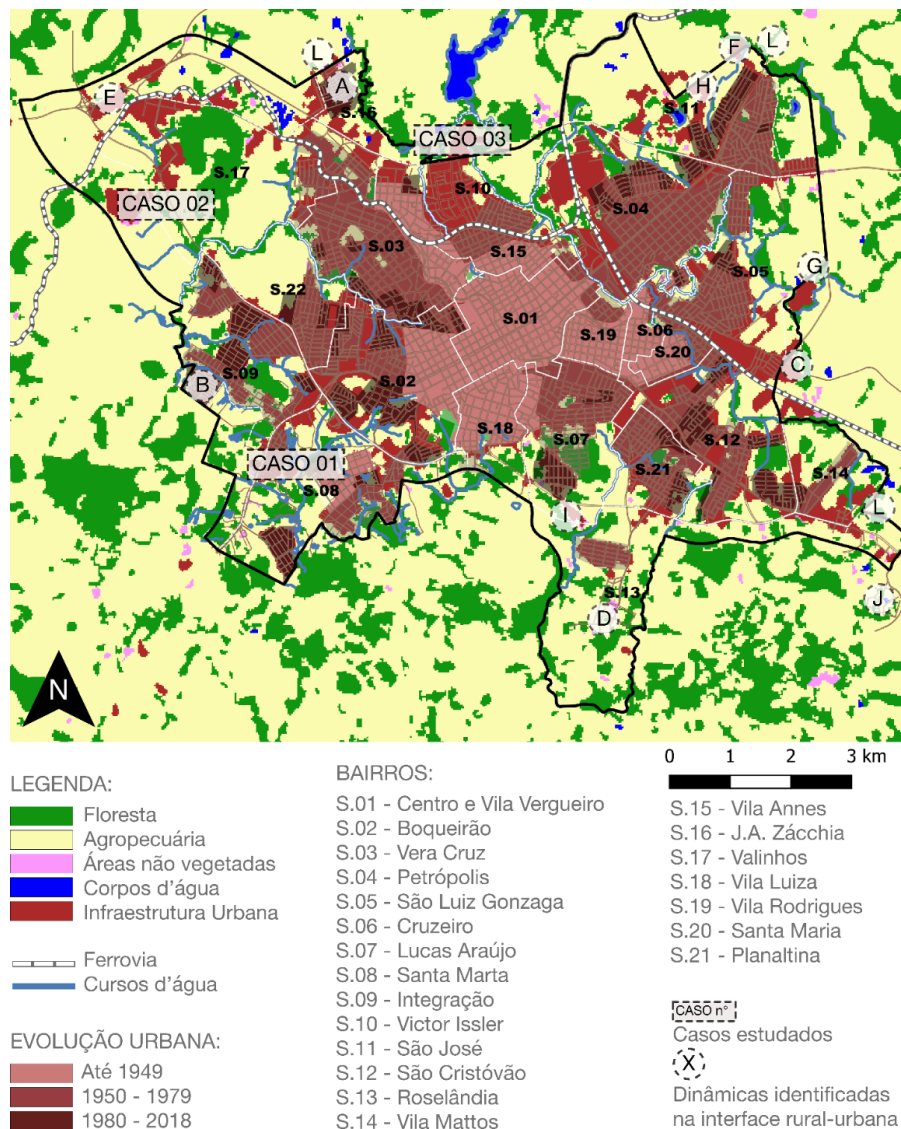 L
F
L
A
H
E
S.16
S.11
CASO 03
S.17
S.10
CASO 02
S.04
S.03
S.15
S.05
G
S.22
S.01
S.06
S.19
S.20
C
S.09
B
S.02
S.18
S.07
S.12
CASO 01
S.21
S.14
S.08
I
L
S.13
D
J
N
0 1 2 3 km
LEGENDA:
Floresta
Agropecuária
Áreas não vegetadas
Corpos d'água
Infraestrutura Urbana
Ferrovia
Cursos d'água
EVOLUÇÃO URBANA:
Até 1949
1950 - 1979
1980 - 2018
BAIRROS:
S.01 - Centro e Vila Vergueiro
S.02 - Boqueirão
S.03 - Vera Cruz
S.04 - Petrópolis
S.05 - São Luiz Gonzaga
S.06 - Cruzeiro
S.07 - Lucas Araújo
S.08 - Santa Marta
S.09 - Integração
S.10 - Victor Issler
S.11 - São José
S.12 - São Cristóvão
S.13 - Roselândia
S.14 - Vila Mattos
S.15 - Vila Annes
S.16 - J.A. Zácchia
S.17 - Valinhos
S.18 - Vila Luiza
S.19 - Vila Rodrigues
S.20 - Santa Maria
S.21 - Planaltina
CASO n°
Casos estudados
X
Dinâmicas identificadas
na interface rural-urbana